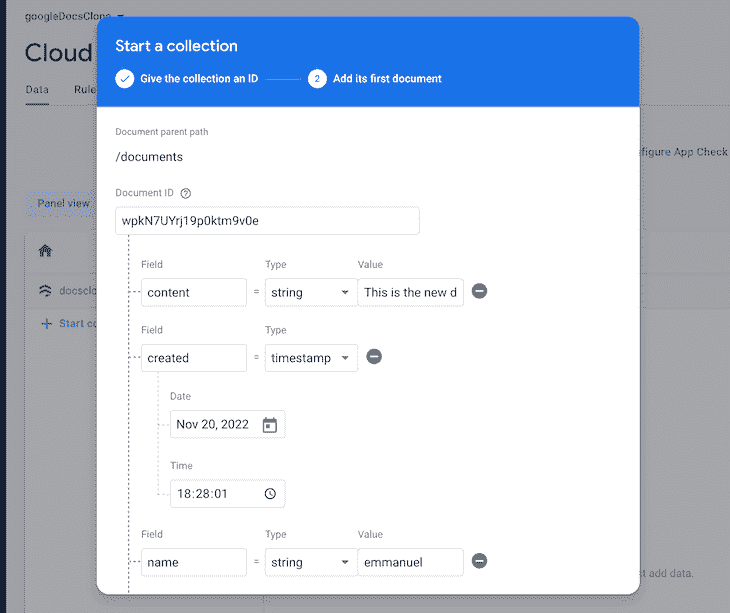 googleDocsClone
Cloud
Data Rule
Panel view
docsclo
Start co
figure App Check
t add data.
Start a collection
Give the collection an ID
2 Add its first document
Document parent path
/documents
Document ID
wpkN7UYrj19p0ktm9v0e
Field Type Value
content = string This is the new d
Field Type
created = timestamp
Date
Nov 20, 2022
Time
18:28:01
Field Type Value
name = string emmanuel